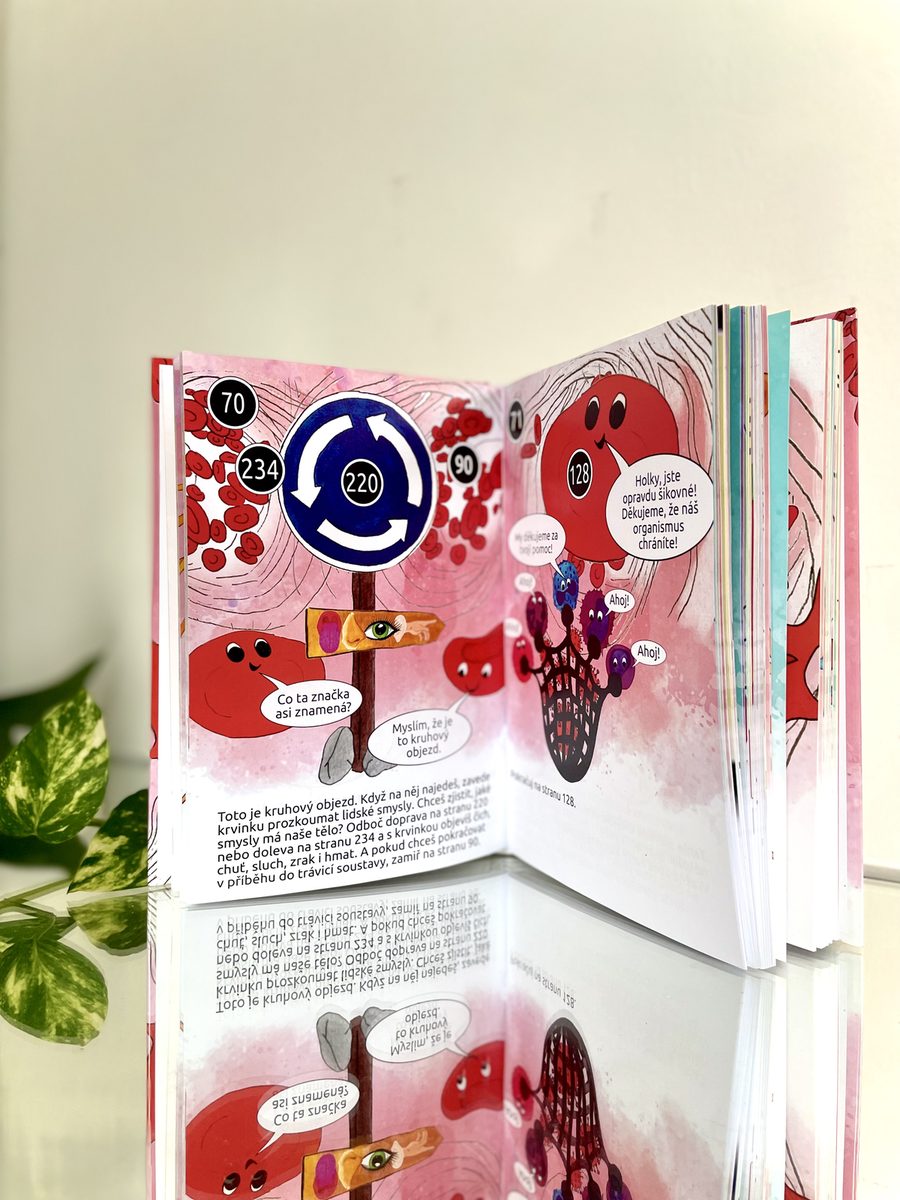 70
234
220
90
Co ta značka
asi znamená?
Myslím, že je
to kruhový
objezd.
Toto je kruhový objezd. Když na něj najedeš, zavede
krvinku prozkoumat lidské smysly. Chceš zjistit, jaké
smysly má naše tělo? Odboč doprava na stranu 220
nebo doleva na stranu 234 a s krvinkou objevíš čich,
chuť, sluch, zrak i hmat. A pokud chceš pokračovat
v příběhu do trávicí soustavy, zamiř na stranu 90.
71
128
Holky, jste
opravdu šikovné!
Děkujeme, že náš
organismus
chráníte!
My děkujeme za
tvoji pomoc!
Ahoj!
Ahoj!
Ahoj!
Pokračuj na stranu 128.